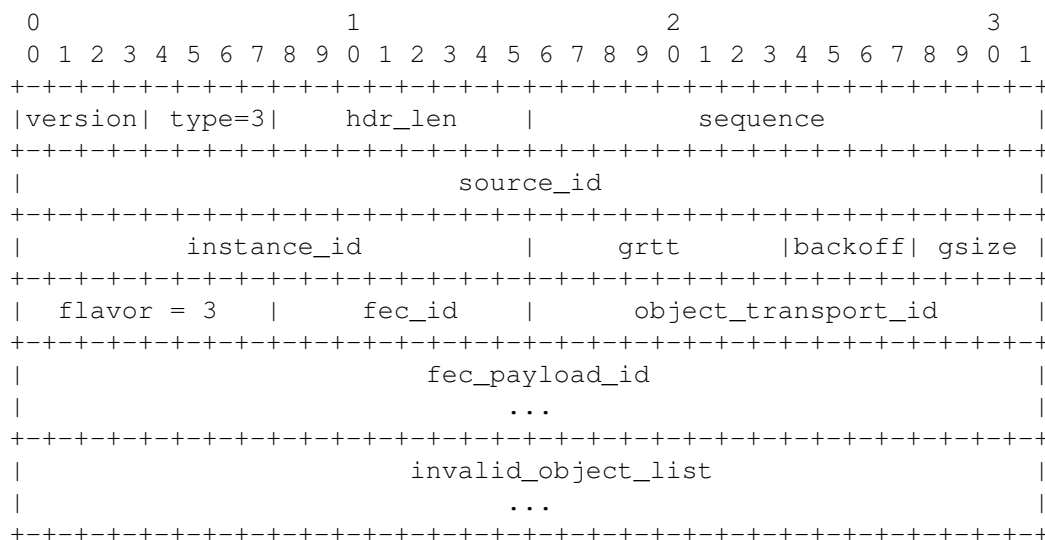 0                   1                   2                   3
 0 1 2 3 4 5 6 7 8 9 0 1 2 3 4 5 6 7 8 9 0 1 2 3 4 5 6 7 8 9 0 1
+-+-+-+-+-+-+-+-+-+-+-+-+-+-+-+-+-+-+-+-+-+-+-+-+-+-+-+-+-+-+-+-+
|version| type=3|    hdr_len    |          sequence             |
+-+-+-+-+-+-+-+-+-+-+-+-+-+-+-+-+-+-+-+-+-+-+-+-+-+-+-+-+-+-+-+-+
|                           source_id                           |
+-+-+-+-+-+-+-+-+-+-+-+-+-+-+-+-+-+-+-+-+-+-+-+-+-+-+-+-+-+-+-+-+
|          instance_id          |     grtt      |backoff| gsize |
+-+-+-+-+-+-+-+-+-+-+-+-+-+-+-+-+-+-+-+-+-+-+-+-+-+-+-+-+-+-+-+-+
|  flavor = 3   |     fec_id    |      object_transport_id      |
+-+-+-+-+-+-+-+-+-+-+-+-+-+-+-+-+-+-+-+-+-+-+-+-+-+-+-+-+-+-+-+-+
|                         fec_payload_id                        |
|                              ...                              |
+-+-+-+-+-+-+-+-+-+-+-+-+-+-+-+-+-+-+-+-+-+-+-+-+-+-+-+-+-+-+-+-+
|                        invalid_object_list                    |
|                              ...                              |
+-+-+-+-+-+-+-+-+-+-+-+-+-+-+-+-+-+-+-+-+-+-+-+-+-+-+-+-+-+-+-+-+